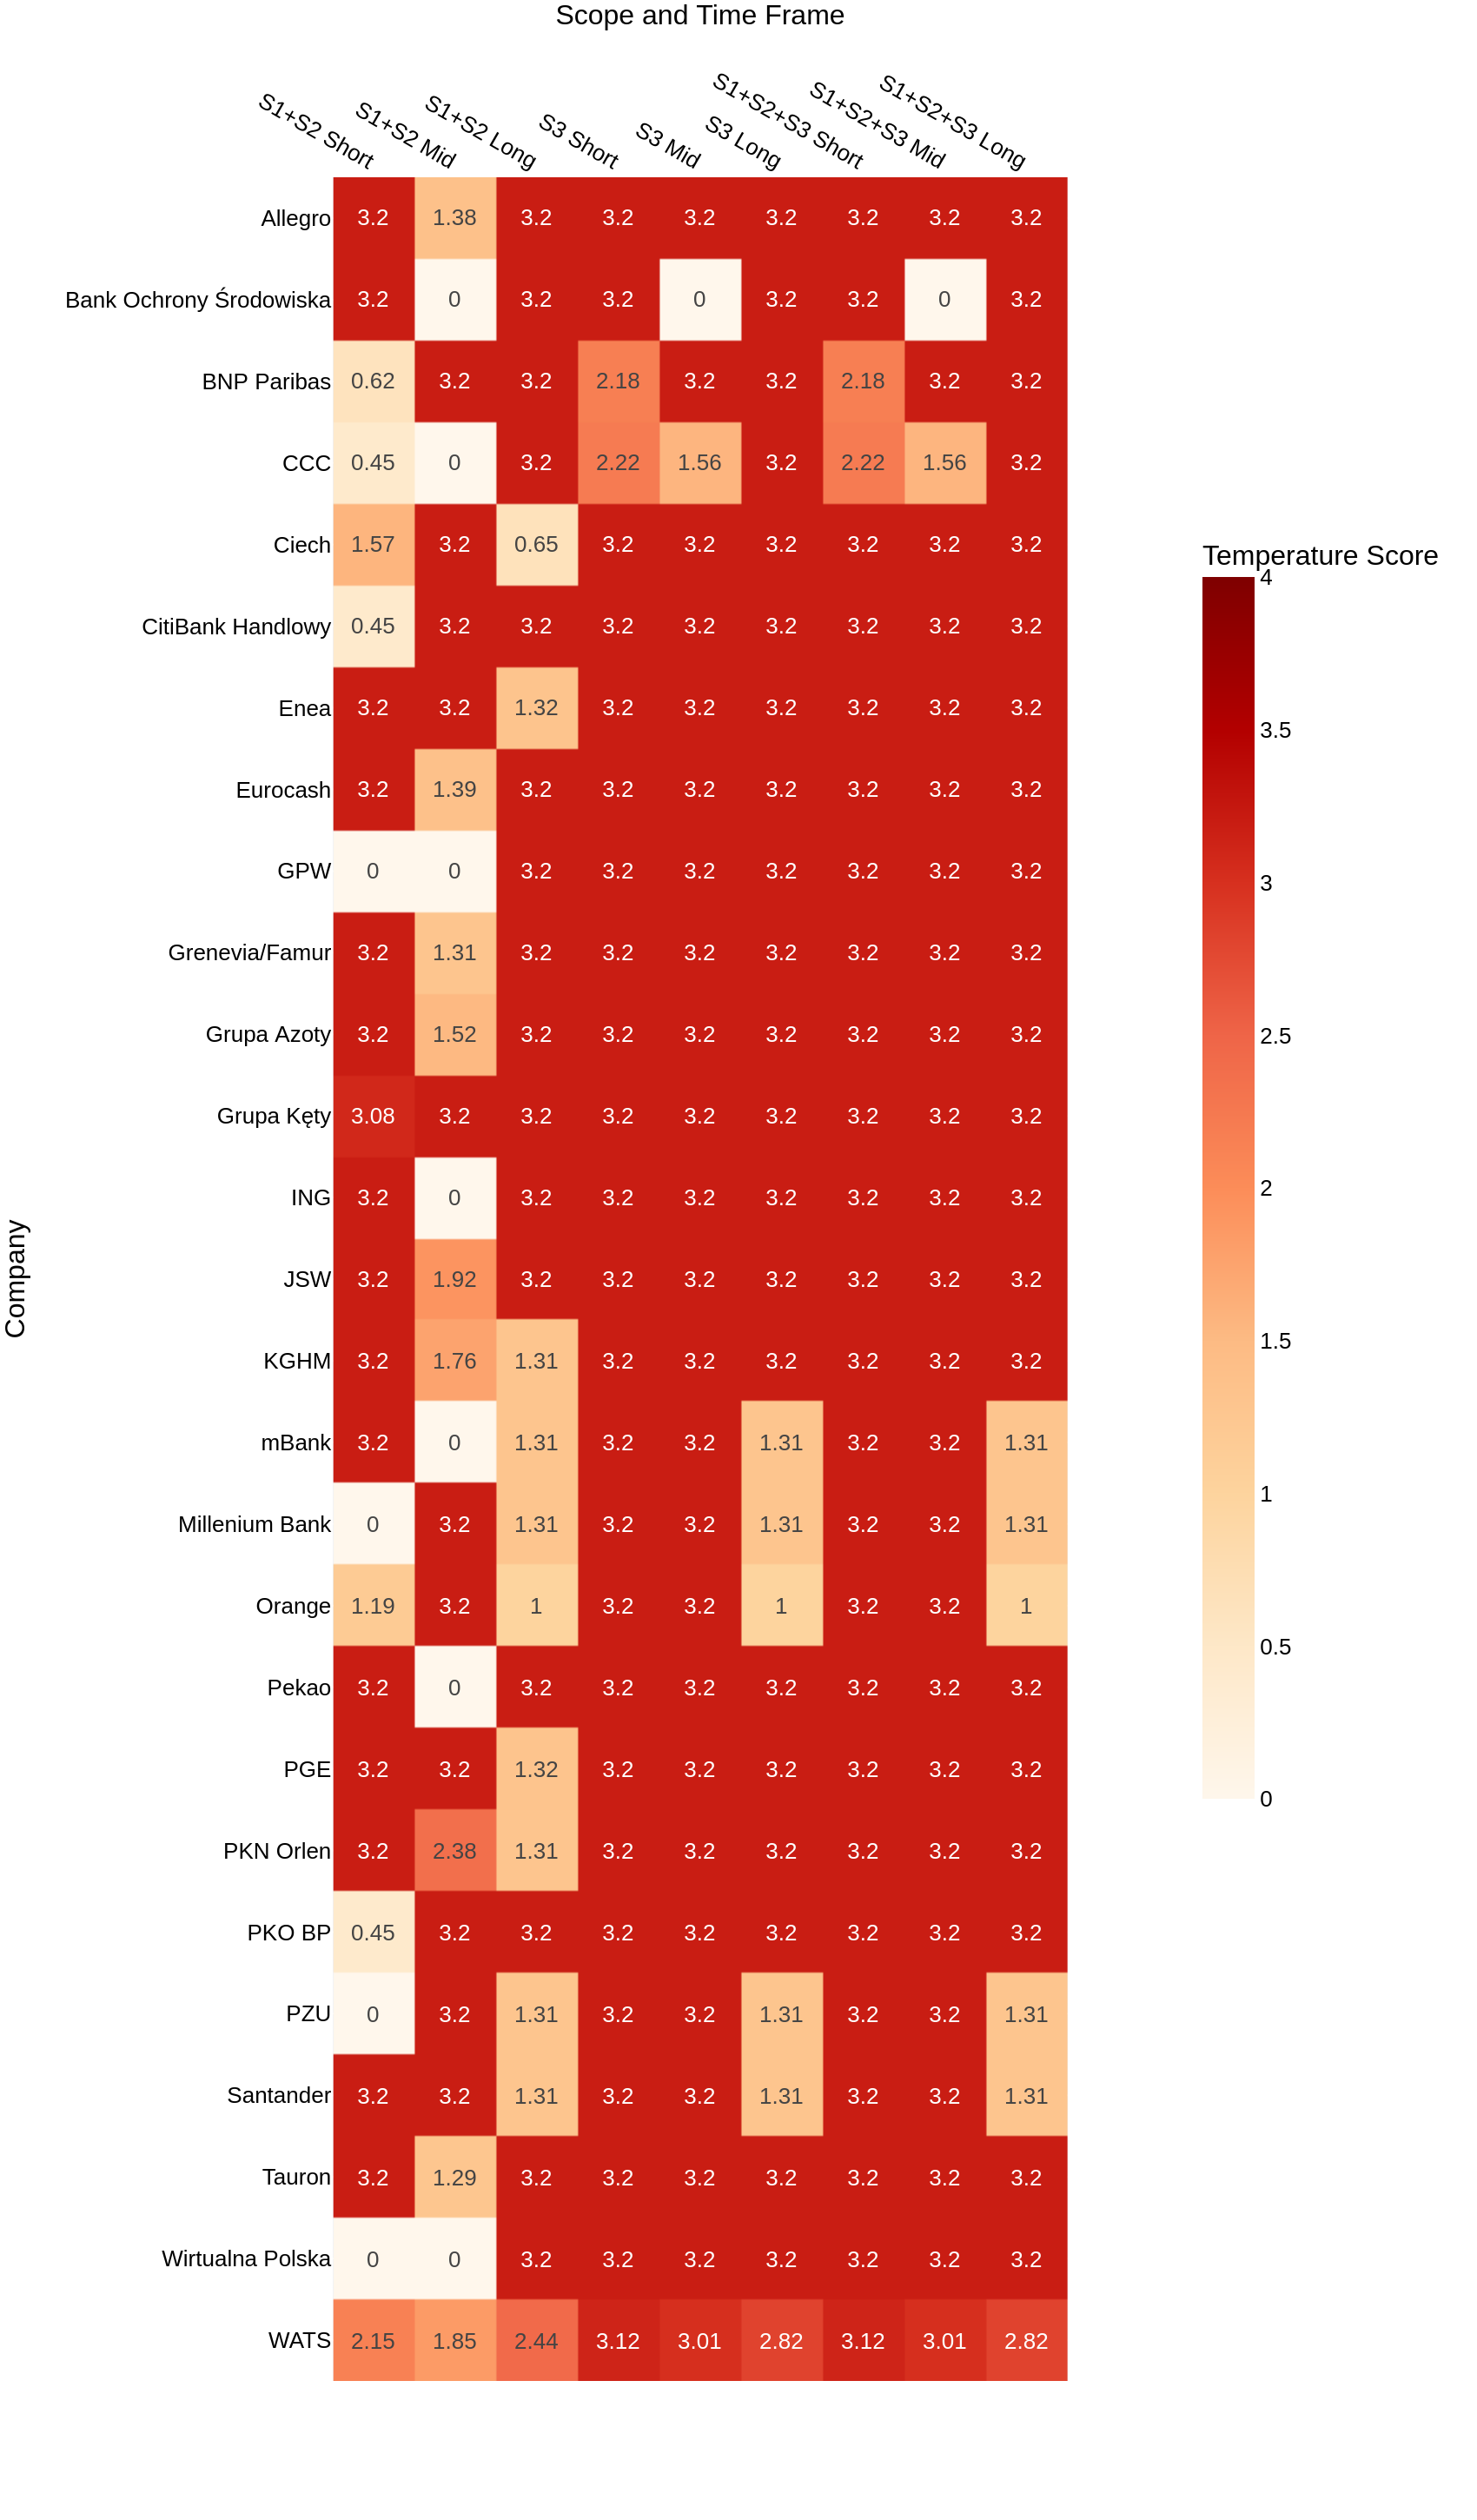 Scope and Time Frame
S1+S2 Short
S1+S2 Mid
S1+S2 Long
S3 Short
S3 Mid
S3 Long
S1+S2+S3 Short
S1+S2+S3 Mid
S1+S2+S3 Long
Allegro 3.2 1.38 3.2 3.2 3.2 3.2 3.2 3.2 3.2
Bank Ochrony Środowiska 3.2 0 3.2 3.2 0 3.2 3.2 0 3.2
BNP Paribas 0.62 3.2 3.2 2.18 3.2 3.2 2.18 3.2 3.2
CCC 0.45 0 3.2 2.22 1.56 3.2 2.22 1.56 3.2
Ciech 1.57 3.2 0.65 3.2 3.2 3.2 3.2 3.2 3.2
CitiBank Handlowy 0.45 3.2 3.2 3.2 3.2 3.2 3.2 3.2 3.2
Enea 3.2 3.2 1.32 3.2 3.2 3.2 3.2 3.2 3.2
Eurocash 3.2 1.39 3.2 3.2 3.2 3.2 3.2 3.2 3.2
GPW 0 0 3.2 3.2 3.2 3.2 3.2 3.2 3.2
Grenevia/Famur 3.2 1.31 3.2 3.2 3.2 3.2 3.2 3.2 3.2
Grupa Azoty 3.2 1.52 3.2 3.2 3.2 3.2 3.2 3.2 3.2
Grupa Kęty 3.08 3.2 3.2 3.2 3.2 3.2 3.2 3.2 3.2
ING 3.2 0 3.2 3.2 3.2 3.2 3.2 3.2 3.2
JSW 3.2 1.92 3.2 3.2 3.2 3.2 3.2 3.2 3.2
KGHM 3.2 1.76 1.31 3.2 3.2 3.2 3.2 3.2 3.2
mBank 3.2 0 1.31 3.2 3.2 1.31 3.2 3.2 1.31
Millenium Bank 0 3.2 1.31 3.2 3.2 1.31 3.2 3.2 1.31
Orange 1.19 3.2 1 3.2 3.2 1 3.2 3.2 1
Pekao 3.2 0 3.2 3.2 3.2 3.2 3.2 3.2 3.2
PGE 3.2 3.2 1.32 3.2 3.2 3.2 3.2 3.2 3.2
PKN Orlen 3.2 2.38 1.31 3.2 3.2 3.2 3.2 3.2 3.2
PKO BP 0.45 3.2 3.2 3.2 3.2 3.2 3.2 3.2 3.2
PZU 0 3.2 1.31 3.2 3.2 1.31 3.2 3.2 1.31
Santander 3.2 3.2 1.31 3.2 3.2 1.31 3.2 3.2 1.31
Tauron 3.2 1.29 3.2 3.2 3.2 3.2 3.2 3.2 3.2
Wirtualna Polska 0 0 3.2 3.2 3.2 3.2 3.2 3.2 3.2
WATS 2.15 1.85 2.44 3.12 3.01 2.82 3.12 3.01 2.82
Company
Temperature Score
4
3.5
3
2.5
2
1.5
1
0.5
0